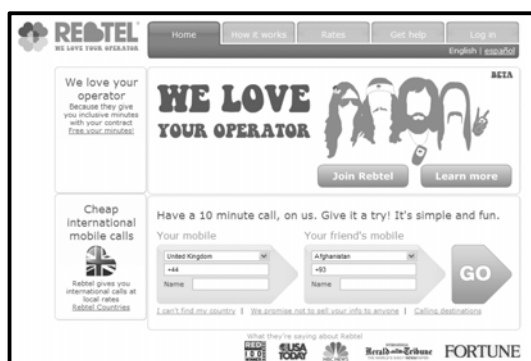 REBTEL
WE LOVE YOUR OPERATOR
Home
How it works
Rates
Get help
Log in
English | español
We love your
operator
Because they give
you inclusive minutes
with your contract
Free your minutes!
BETA
WE LOVE
YOUR OPERATOR
Join Rebtel
Learn more
Cheap
international
mobile calls
Rebtel gives you
international calls at
local rates
Rebtel Countries
Have a 10 minute call, on us. Give it a try! It's simple and fun.
Your mobile
Your friend's mobile
United Kingdom
Afghanistan
+44
+93
Name
Name
GO
I can't find my country | We promise not to sell your info to anyone | Calling destinations
What they're saying about Rebtel
RED
USA
TODAY
NBC NEWS
Herald Tribune
FORTUNE